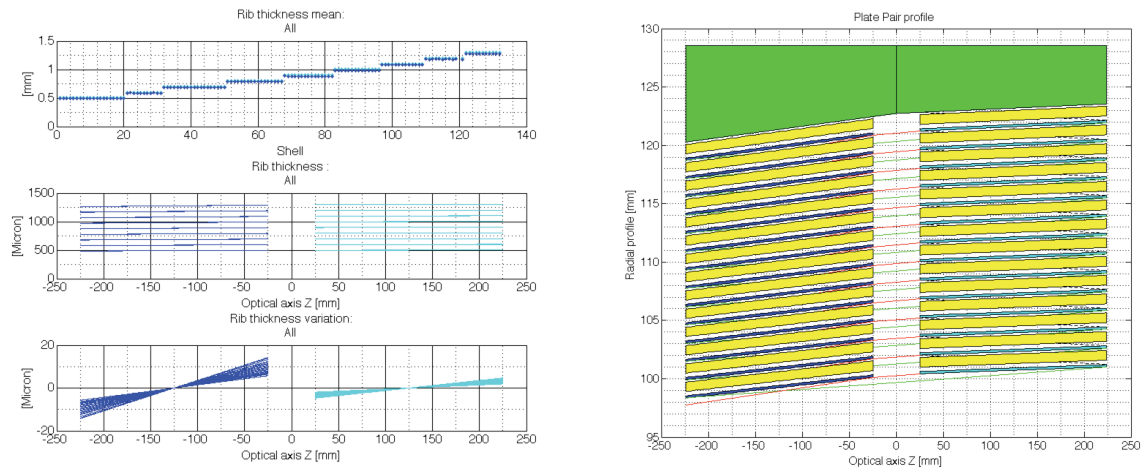 Rib thickness mean:
All
1.5
1
0.5
0
[mm]
0 20 40 60 80 100 120 140
Shell
Rib thickness :
All
1500
1000
500
0
[Micron]
-250 -200 -150 -100 -50 0 50 100 150 200 250
Optical axis Z [mm]
Rib thickness variation:
All
20
0
-20
[Micron]
-250 -200 -150 -100 -50 0 50 100 150 200 250
Optical axis Z [mm]
Plate Pair profile
130
125
120
115
110
105
100
95
Radial profile [mm]
-250 -200 -150 -100 -50 0 50 100 150 200 250
Optical axis Z [mm]